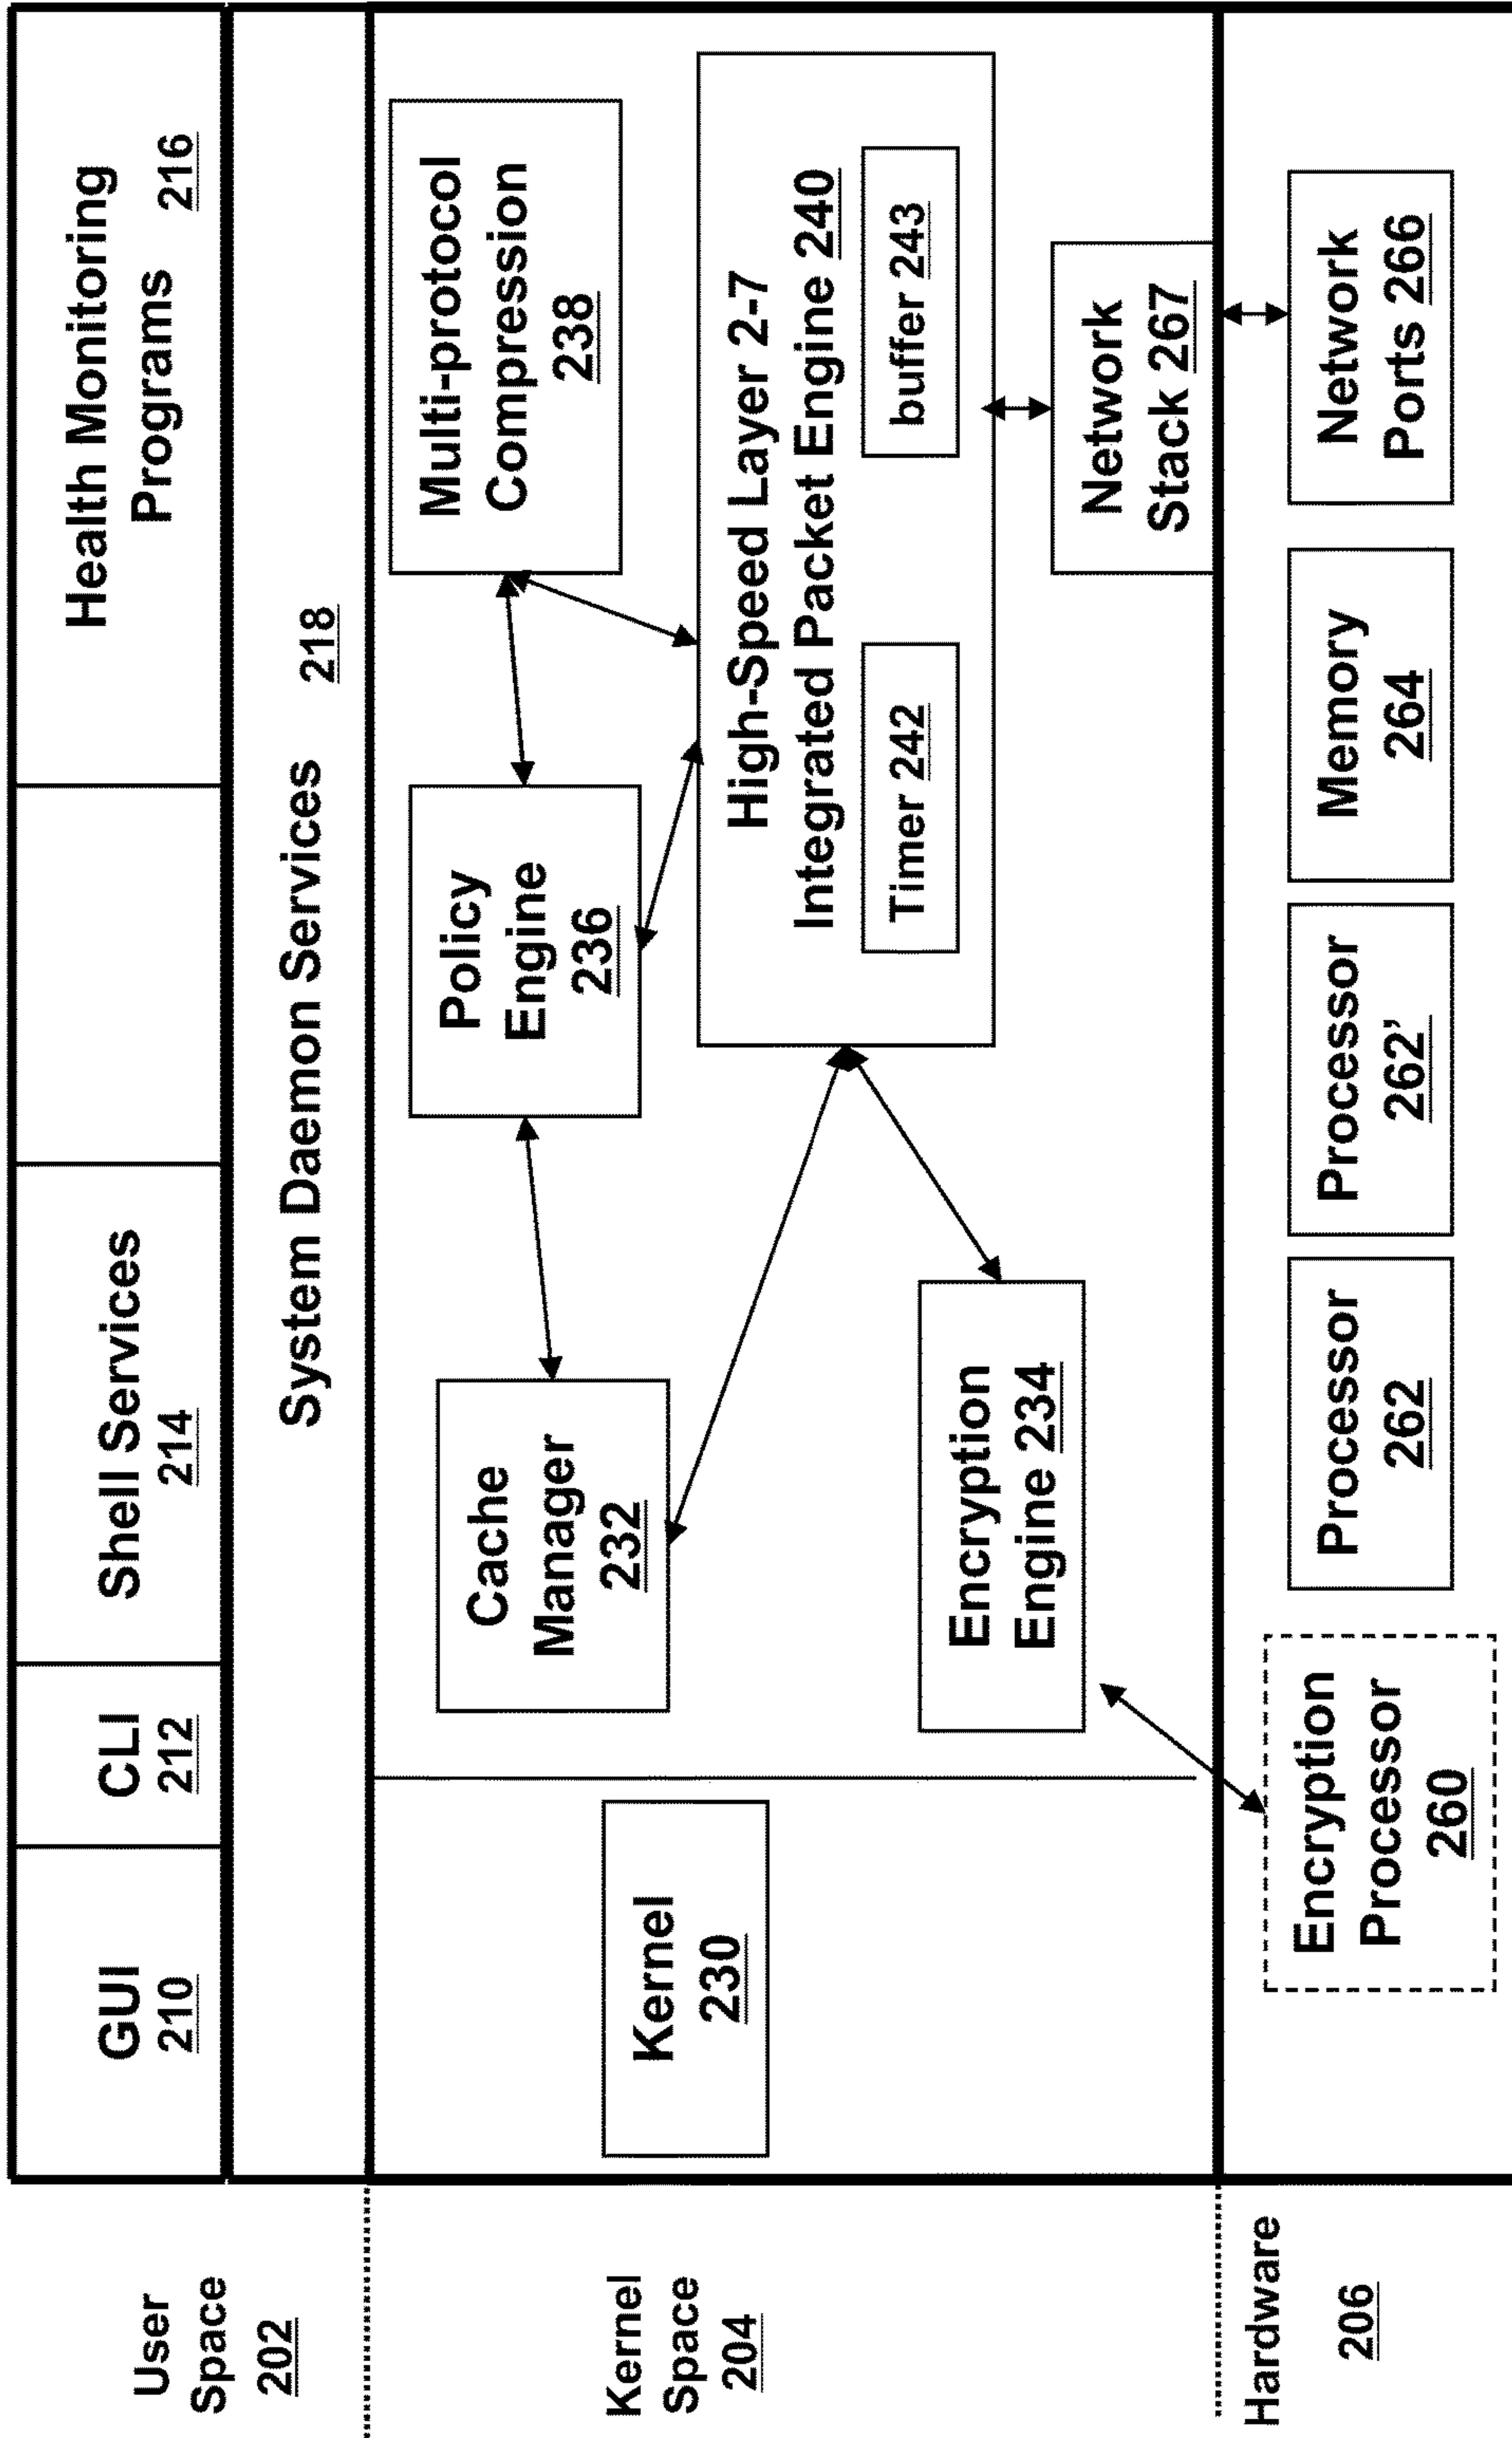 User
Space
202
GUI
210
CLI
212
Shell Services
214
Health Monitoring
Programs 216
System Daemon Services 218
Kernel
Space
204
Kernel
230
Cache
Manager
232
Policy
Engine
236
Multi-protocol
Compression
238
High-Speed Layer 2-7
Integrated Packet Engine 240
Timer 242
buffer 243
Encryption
Engine 234
Network
Stack 267
Hardware
206
Encryption
Processor
260
Processor
262
Processor
262’
Memory
264
Network
Ports 266